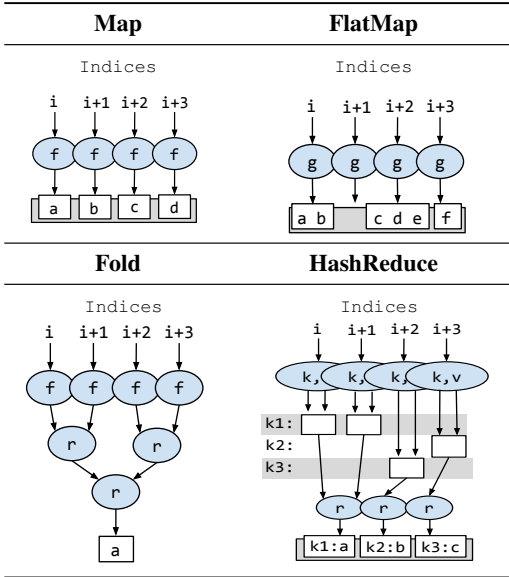 Map FlatMap
Indices Indices
i i+1 i+2 i+3 i i+1 i+2 i+3
f f f f g g g g
a b c d a b c d e f
Fold HashReduce
Indices Indices
i i+1 i+2 i+3 i i+1 i+2 i+3
f f f f k, k, k, k,v
k1:
r r k2:
k3:
r r r r
a k1:a k2:b k3:c